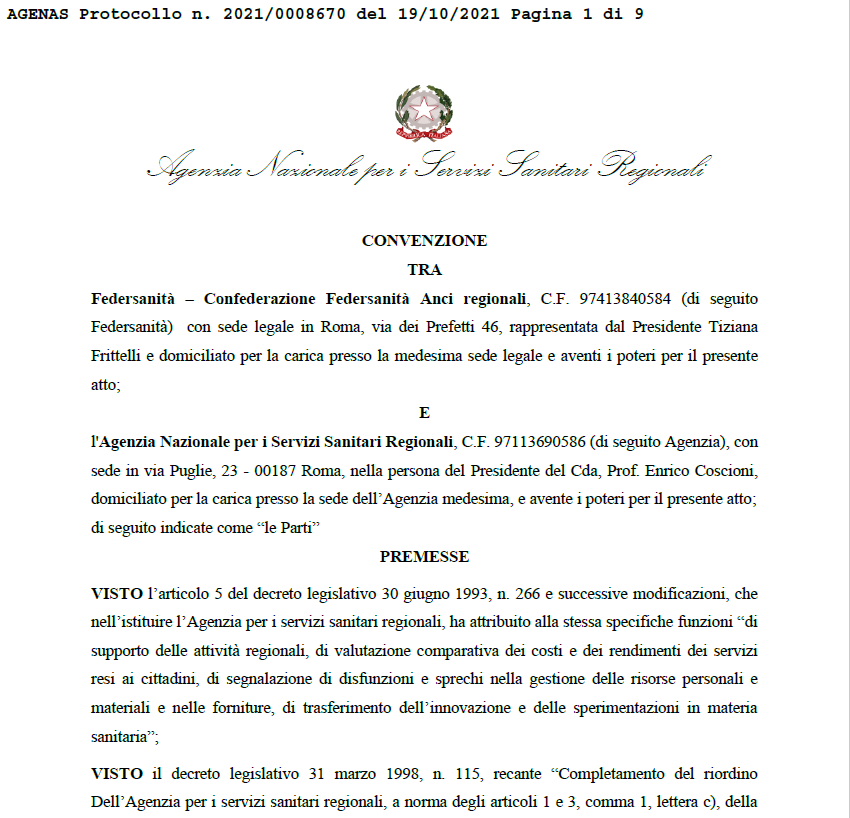 AGENAS Protocollo n. 2021/0008670 del 19/10/2021 Pagina 1 di 9
REPVBBLICA ITALIANA
Agenzia Nazionale per i Servizi Sanitari Regionali
CONVENZIONE
TRA
Federsanità – Confederazione Federsanità Anci regionali, C.F. 97413840584 (di seguito
Federsanità) con sede legale in Roma, via dei Prefetti 46, rappresentata dal Presidente Tiziana
Frittelli e domiciliato per la carica presso la medesima sede legale e aventi i poteri per il presente
atto;
E
l'Agenzia Nazionale per i Servizi Sanitari Regionali, C.F. 97113690586 (di seguito Agenzia), con
sede in via Puglie, 23 - 00187 Roma, nella persona del Presidente del Cda, Prof. Enrico Coscioni,
domiciliato per la carica presso la sede dell’Agenzia medesima, e avente i poteri per il presente atto;
di seguito indicate come “le Parti”
PREMESSE
VISTO l’articolo 5 del decreto legislativo 30 giugno 1993, n. 266 e successive modificazioni, che
nell’istituire l’Agenzia per i servizi sanitari regionali, ha attribuito alla stessa specifiche funzioni “di
supporto delle attività regionali, di valutazione comparativa dei costi e dei rendimenti dei servizi
resi ai cittadini, di segnalazione di disfunzioni e sprechi nella gestione delle risorse personali e
materiali e nelle forniture, di trasferimento dell’innovazione e delle sperimentazioni in materia
sanitaria”;
VISTO il decreto legislativo 31 marzo 1998, n. 115, recante “Completamento del riordino
Dell’Agenzia per i servizi sanitari regionali, a norma degli articoli 1 e 3, comma 1, lettera c), della